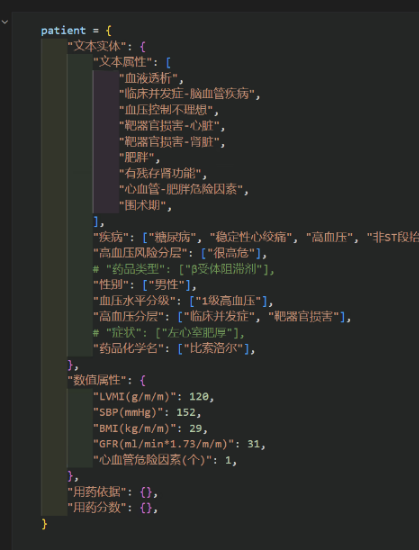 patient = {
"文本实体": {
"文本属性": [
"血液透析",
"临床并发症-脑血管疾病",
"血压控制不理想",
"靶器官损害-心脏",
"靶器官损害-肾脏",
"肥胖",
"有残存肾功能",
"心血管-肥胖危险因素",
"围术期",
],
"疾病": ["糖尿病", "稳定性心绞痛", "高血压", "非ST段抬
"高血压风险分层": ["很高危"],
# "药品类型": ["β受体阻滞剂"],
"性别": ["男性"],
"血压水平分级": ["1级高血压"],
"高血压分层": ["临床并发症", "靶器官损害"],
# "症状": ["左心室肥厚"],
"药品化学名": ["比索洛尔"],
},
"数值属性": {
"LVMI(g/m/m)": 120,
"SBP(mmHg)": 152,
"BMI(kg/m/m)": 29,
"GFR(ml/min*1.73/m/m)": 31,
"心血管危险因素(个)": 1,
},
"用药依据": {},
"用药分数": {},
}